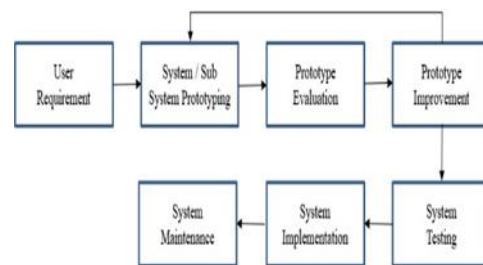 User
Requirement
System / Sub
System Prototyping
Prototype
Evaluation
Prototype
Improvement
System
Maintenance
System
Implementation
System
Testing